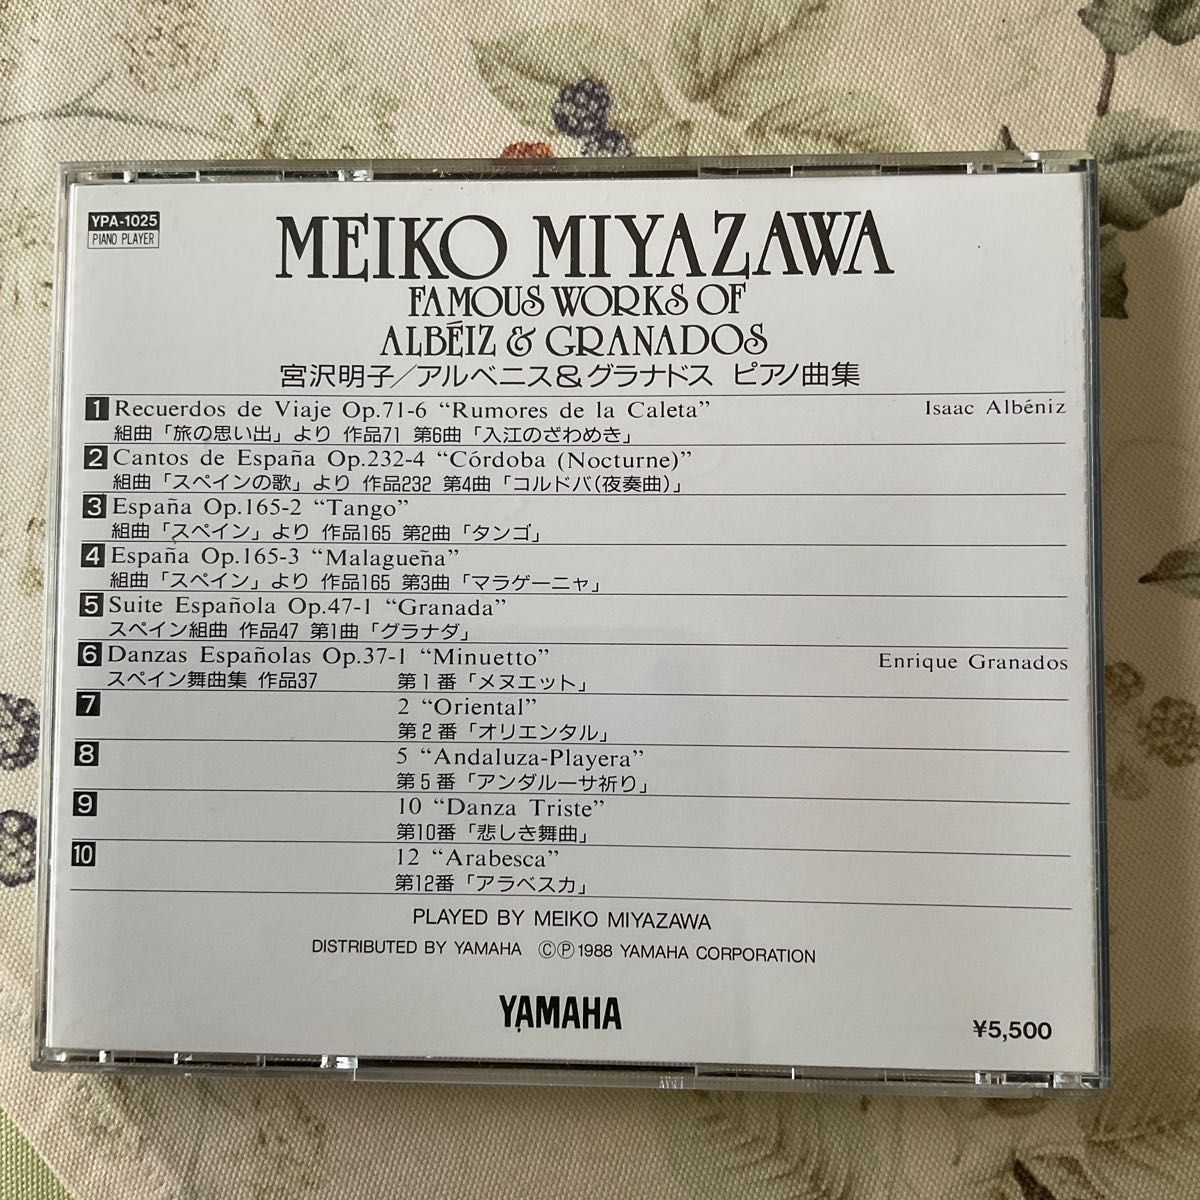 YPA-1025
PIANO PLAYER
MEIKO MIYAZAWA
FAMOUS WORKS OF
ALBÉIZ & GRANADOS
宮沢明子/アルベニス&グラナドス ピアノ曲集
1 Recuerdos de Viaje Op.71-6 “Rumores de la Caleta” Isaac Albéniz
組曲「旅の思い出」より 作品71 第6曲「入江のざわめき」
2 Cantos de España Op.232-4 “Córdoba (Nocturne)”
組曲「スペインの歌」より 作品232 第4曲「コルドバ(夜奏曲)」
3 España Op.165-2 “Tango”
組曲「スペイン」より 作品165 第2曲「タンゴ」
4 España Op.165-3 “Malagueña”
組曲「スペイン」より 作品165 第3曲「マラゲーニャ」
5 Suite Española Op.47-1 “Granada”
スペイン組曲 作品47 第1曲「グラナダ」
6 Danzas Españolas Op.37-1 “Minuetto” Enrique Granados
スペイン舞曲集 作品37 第1番「メヌエット」
7 2 “Oriental”
第2番「オリエンタル」
8 5 “Andaluza-Playera”
第5番「アンダルーサ祈り」
9 10 “Danza Triste”
第10番「悲しき舞曲」
10 12 “Arabesca”
第12番「アラベスカ」
PLAYED BY MEIKO MIYAZAWA
DISTRIBUTED BY YAMAHA ©℗1988 YAMAHA CORPORATION
YAMAHA
¥5,500